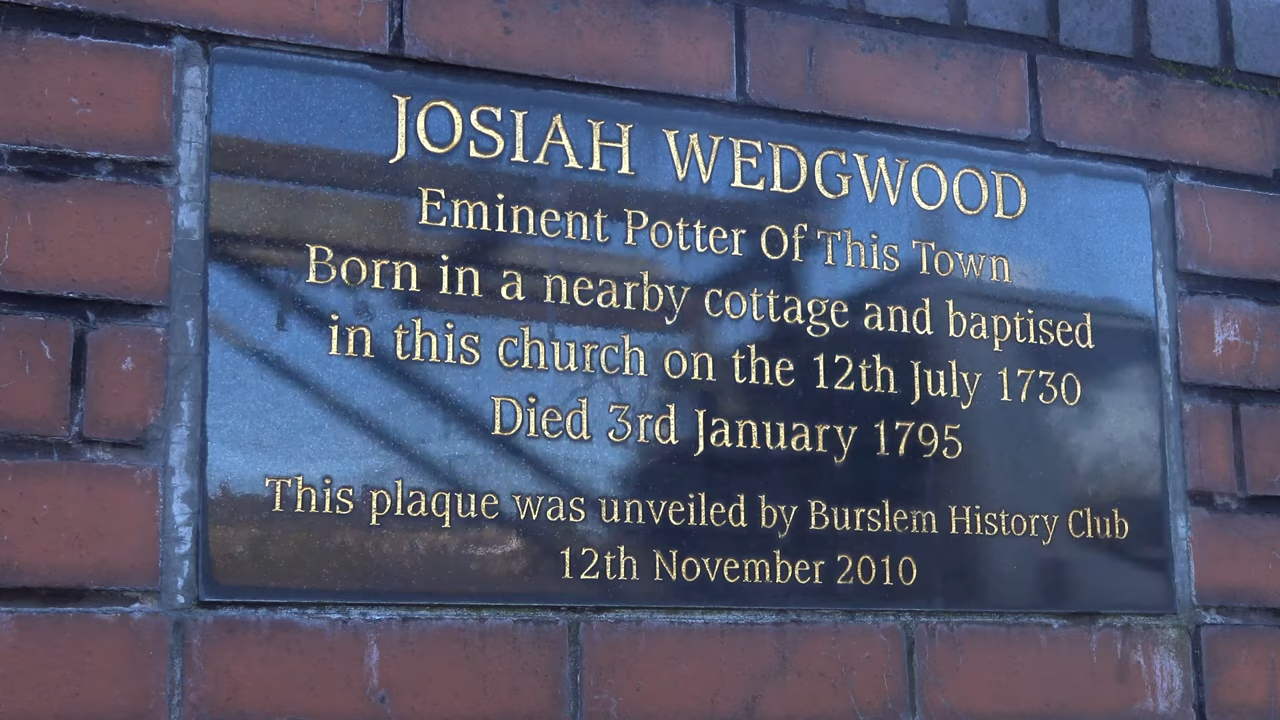 JOSIAH WEDGWOOD
Eminent Potter Of This Town
Born in a nearby cottage and baptised
in this church on the 12th July 1730
Died 3rd January 1795
This plaque was unveiled by Burslem History Club
12th November 2010